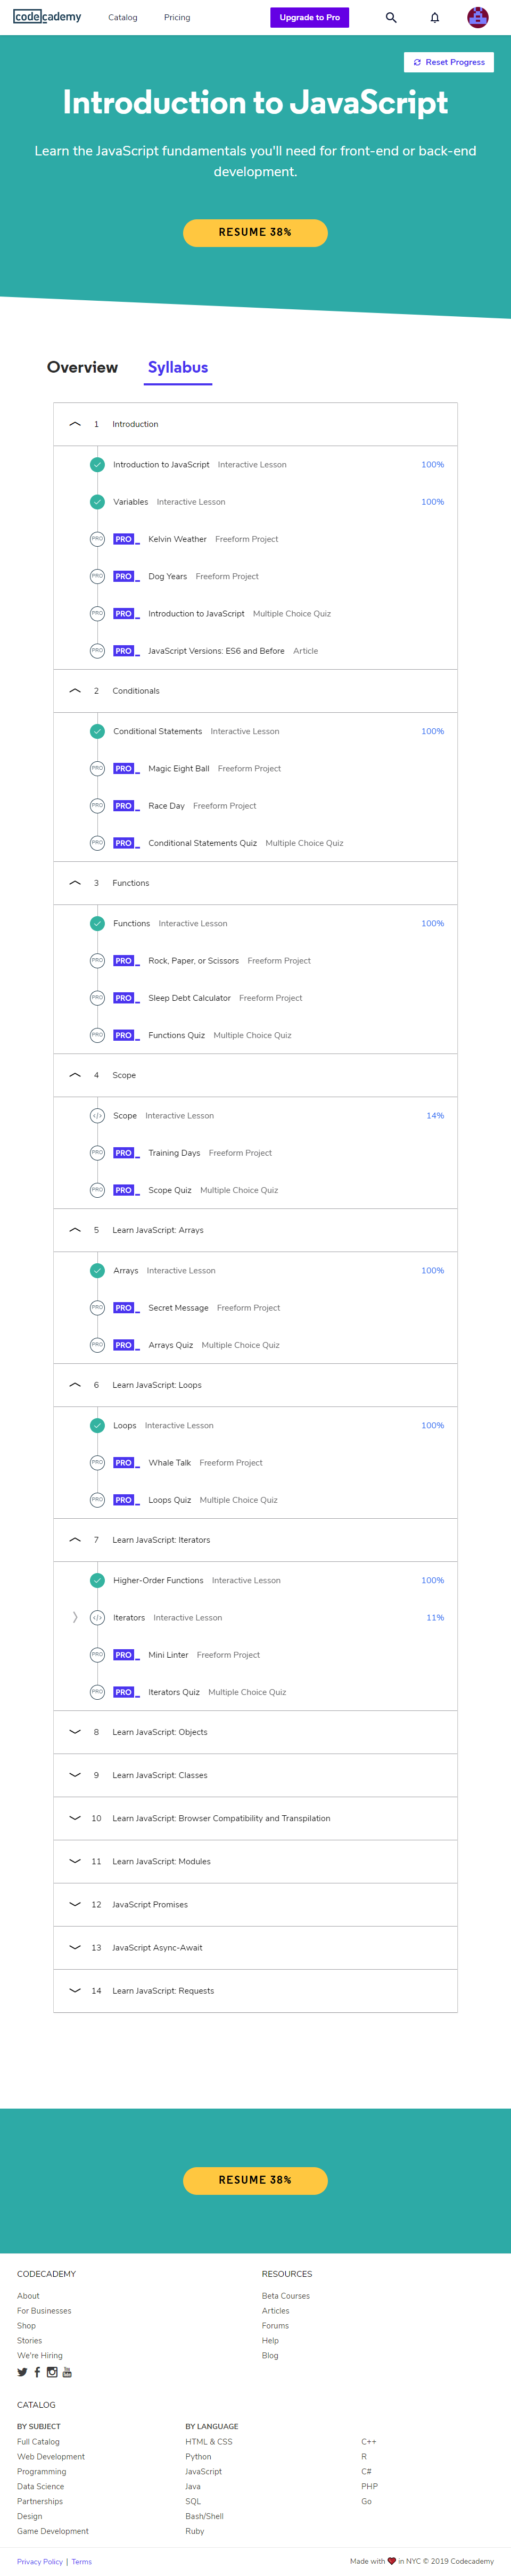 codecademy Catalog Pricing Upgrade to Pro
Reset Progress
Introduction to JavaScript
Learn the JavaScript fundamentals you'll need for front-end or back-end
development.
RESUME 38%
Overview Syllabus
1 Introduction
Introduction to JavaScript Interactive Lesson 100%
Variables Interactive Lesson 100%
PRO PRO Kelvin Weather Freeform Project
PRO PRO Dog Years Freeform Project
PRO PRO Introduction to JavaScript Multiple Choice Quiz
PRO PRO JavaScript Versions: ES6 and Before Article
2 Conditionals
Conditional Statements Interactive Lesson 100%
PRO PRO Magic Eight Ball Freeform Project
PRO PRO Race Day Freeform Project
PRO PRO Conditional Statements Quiz Multiple Choice Quiz
3 Functions
Functions Interactive Lesson 100%
PRO PRO Rock, Paper, or Scissors Freeform Project
PRO PRO Sleep Debt Calculator Freeform Project
PRO PRO Functions Quiz Multiple Choice Quiz
4 Scope
Scope Interactive Lesson 14%
PRO PRO Training Days Freeform Project
PRO PRO Scope Quiz Multiple Choice Quiz
5 Learn JavaScript: Arrays
Arrays Interactive Lesson 100%
PRO PRO Secret Message Freeform Project
PRO PRO Arrays Quiz Multiple Choice Quiz
6 Learn JavaScript: Loops
Loops Interactive Lesson 100%
PRO PRO Whale Talk Freeform Project
PRO PRO Loops Quiz Multiple Choice Quiz
7 Learn JavaScript: Iterators
Higher-Order Functions Interactive Lesson 100%
Iterators Interactive Lesson 11%
PRO PRO Mini Linter Freeform Project
PRO PRO Iterators Quiz Multiple Choice Quiz
8 Learn JavaScript: Objects
9 Learn JavaScript: Classes
10 Learn JavaScript: Browser Compatibility and Transpilation
11 Learn JavaScript: Modules
12 JavaScript Promises
13 JavaScript Async-Await
14 Learn JavaScript: Requests
RESUME 38%
CODECADEMY
About
For Businesses
Shop
Stories
We're Hiring
RESOURCES
Beta Courses
Articles
Forums
Help
Blog
CATALOG
BY SUBJECT
Full Catalog
Web Development
Programming
Data Science
Partnerships
Design
Game Development
BY LANGUAGE
HTML & CSS
Python
JavaScript
Java
SQL
Bash/Shell
Ruby
C++
R
C#
PHP
Go
Privacy Policy | Terms
Made with ❤ in NYC © 2019 Codecademy